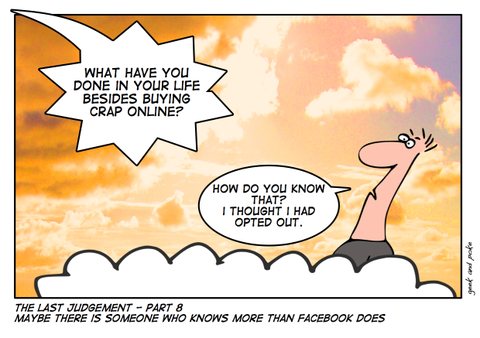 WHAT HAVE YOU
DONE IN YOUR LIFE
BESIDES BUYING
CRAP ONLINE?
HOW DO YOU KNOW
THAT?
I THOUGHT I HAD
OPTED OUT.
geek and poke
THE LAST JUDGEMENT - PART 8
MAYBE THERE IS SOMEONE WHO KNOWS MORE THAN FACEBOOK DOES